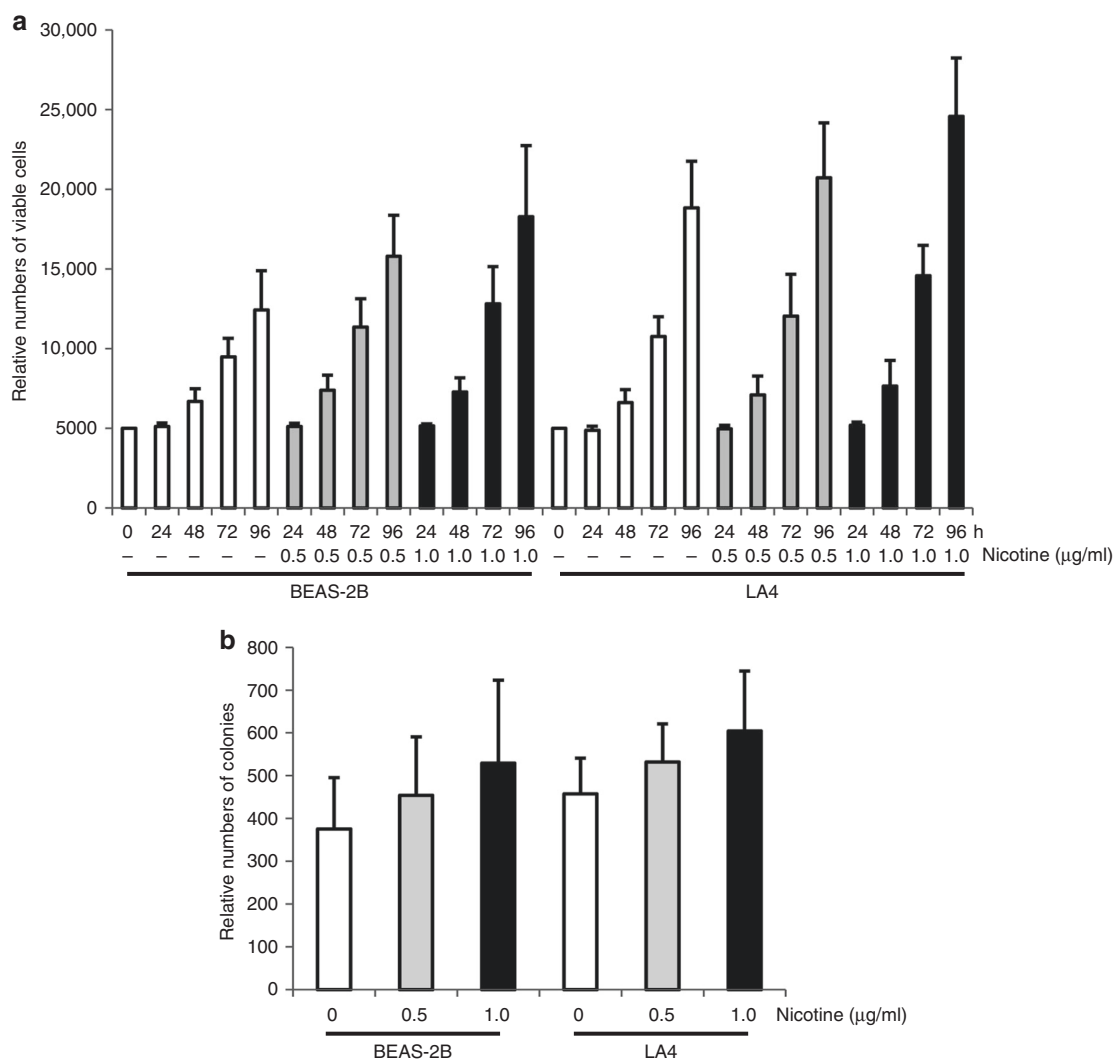 a
Relative numbers of viable cells
30,000
25,000
20,000
15,000
10,000
5000
0
0 24 48 72 96 24 48 72 96 24 48 72 96 0 24 48 72 96 24 48 72 96 24 48 72 96 h
– – – – – 0.5 0.5 0.5 0.5 1.0 1.0 1.0 1.0 – – – – – 0.5 0.5 0.5 0.5 1.0 1.0 1.0 1.0 Nicotine (μg/ml)
BEAS-2B LA4
b
Relative numbers of colonies
800
700
600
500
400
300
200
100
0
0 0.5 1.0 0 0.5 1.0 Nicotine (μg/ml)
BEAS-2B LA4